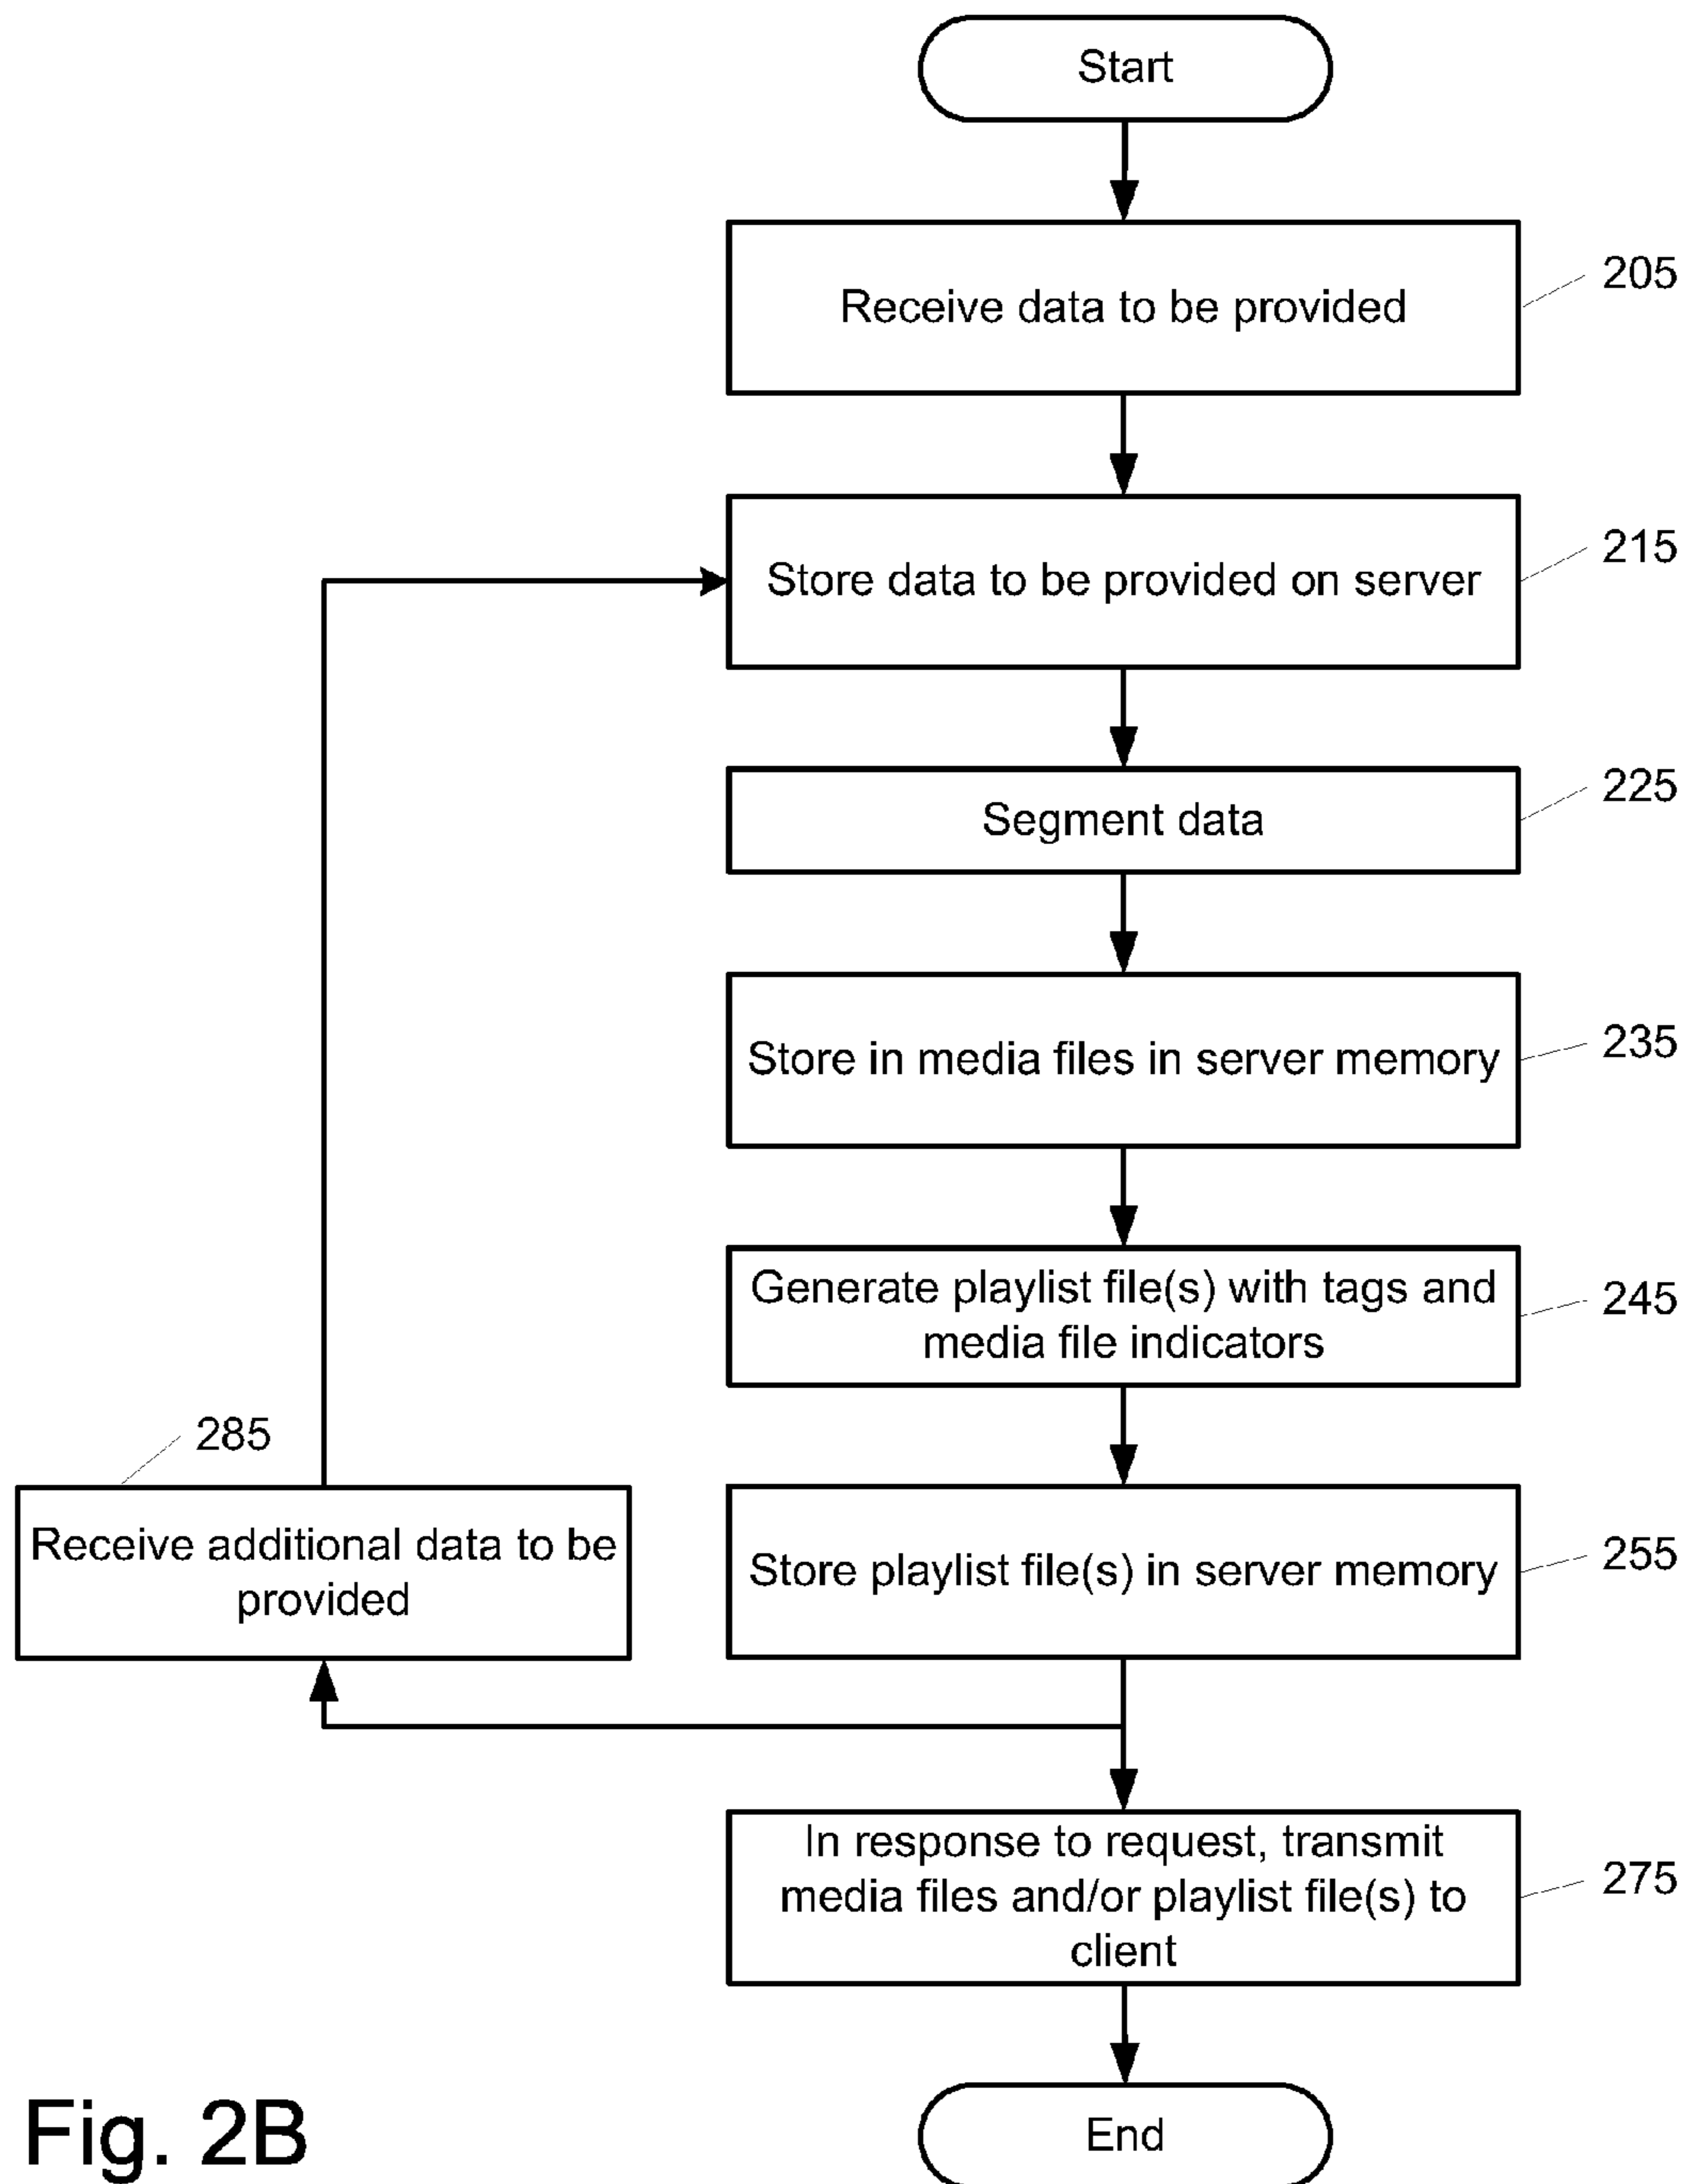 Start
Receive data to be provided
205
Store data to be provided on server
215
Segment data
225
Store in media files in server memory
235
Generate playlist file(s) with tags and
media file indicators
245
285
Receive additional data to be
provided
Store playlist file(s) in server memory
255
In response to request, transmit
media files and/or playlist file(s) to
client
275
End
Fig. 2B